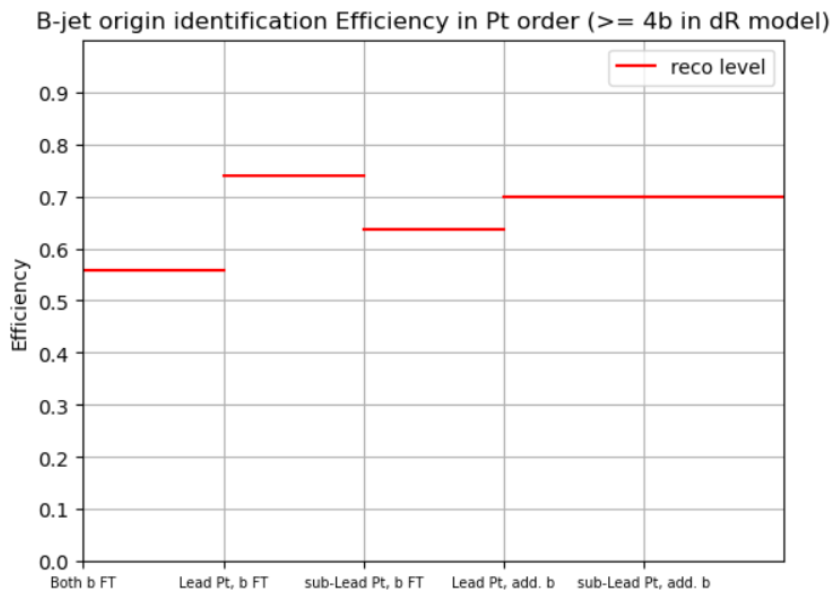 B-jet origin identification Efficiency in Pt order (>= 4b in dR model)
reco level
0.9
0.8
0.7
0.6
0.5
0.4
0.3
0.2
0.1
0.0
Efficiency
Both b FT
Lead Pt, b FT
sub-Lead Pt, b FT
Lead Pt, add. b
sub-Lead Pt, add. b